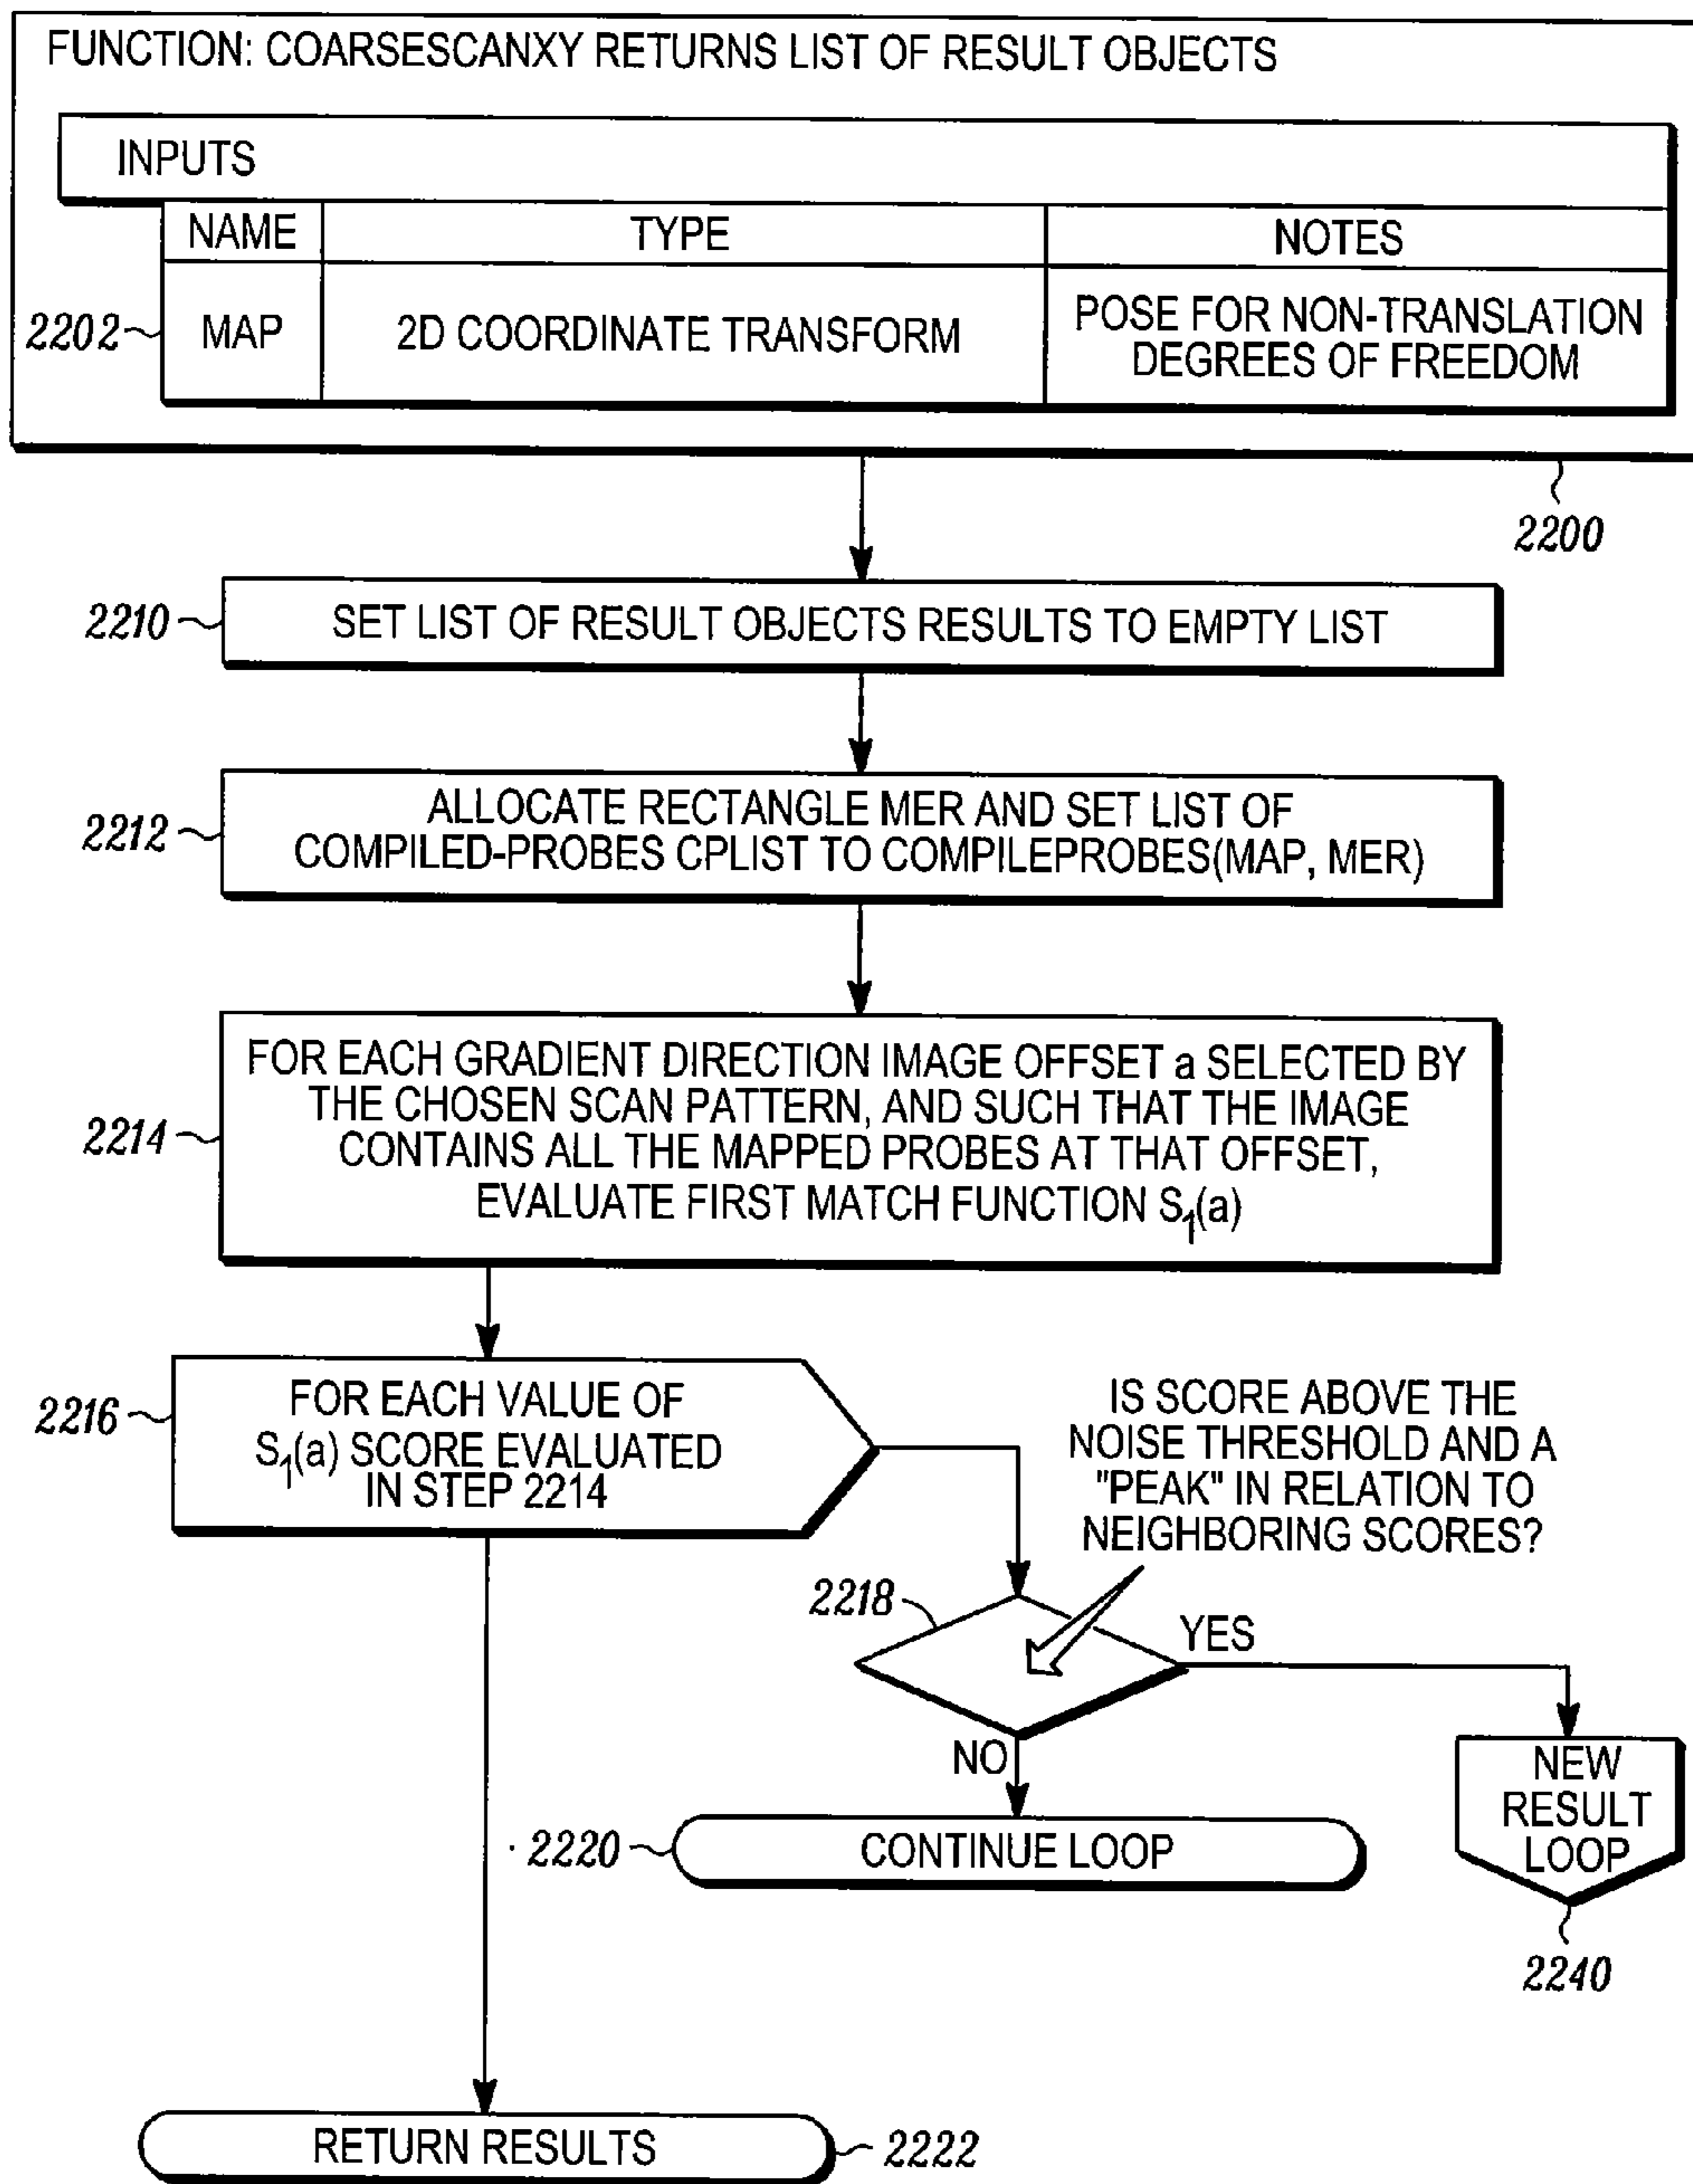 FUNCTION: COARSESCANXY RETURNS LIST OF RESULT OBJECTS
INPUTS
NAME TYPE NOTES
2202 MAP 2D COORDINATE TRANSFORM POSE FOR NON-TRANSLATION
DEGREES OF FREEDOM
2200
2210 SET LIST OF RESULT OBJECTS RESULTS TO EMPTY LIST
2212 ALLOCATE RECTANGLE MER AND SET LIST OF
COMPILED-PROBES CPLIST TO COMPILEPROBES(MAP, MER)
FOR EACH GRADIENT DIRECTION IMAGE OFFSET a SELECTED BY
THE CHOSEN SCAN PATTERN, AND SUCH THAT THE IMAGE
2214 CONTAINS ALL THE MAPPED PROBES AT THAT OFFSET,
EVALUATE FIRST MATCH FUNCTION S₁(a)
2216 FOR EACH VALUE OF
S₁(a) SCORE EVALUATED
IN STEP 2214
IS SCORE ABOVE THE
NOISE THRESHOLD AND A
"PEAK" IN RELATION TO
NEIGHBORING SCORES?
2218
YES
NO
NEW
RESULT
LOOP
2220 CONTINUE LOOP
2240
RETURN RESULTS 2222